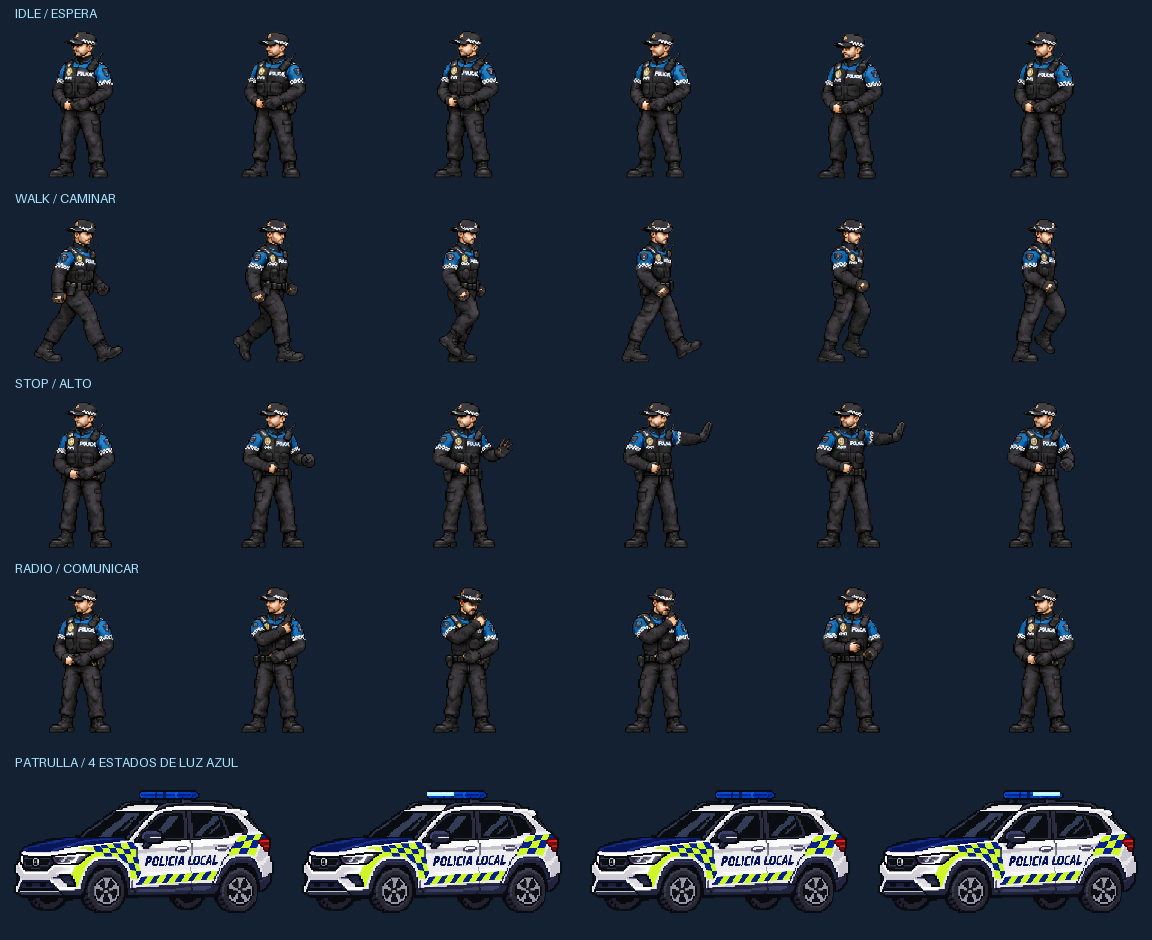 IDLE / ESPERA
WALK / CAMINAR
STOP / ALTO
RADIO / COMUNICAR
PATRULLA / 4 ESTADOS DE LUZ AZUL
POLICIA LOCAL
POLICIA LOCAL
POLICIA LOCAL
POLICIA LOCAL